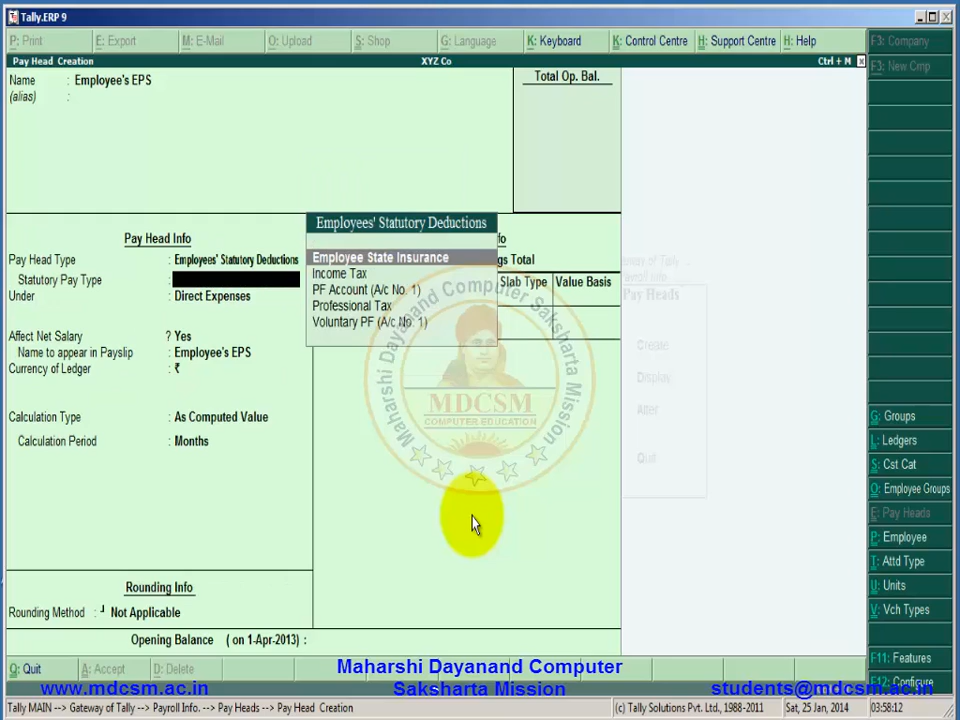 Tally.ERP 9
P: Print
E: Export
M: E-Mail
O: Upload
S: Shop
G: Language
K: Keyboard
K: Control Centre
H: Support Centre
H: Help
F3: Company
F3: New Cmp
Pay Head Creation
XYZ Co
Ctrl + M
x
Name : Employee's EPS
(alias) :
Total Op. Bal.
Pay Head Info
Pay Head Type : Employees' Statutory Deductions
Statutory Pay Type :
Under : Direct Expenses
Affect Net Salary ? Yes
Name to appear in Payslip : Employee's EPS
Currency of Ledger : ₹
Calculation Type : As Computed Value
Calculation Period : Months
Employees' Statutory Deductions
Employee State Insurance
Income Tax
PF Account (A/c No. 1)
Professional Tax
Voluntary PF (A/c No. 1)
Slab Type
Value Basis
Pay Heads
Create
Display
Alter
Quit
Maharshi Dayanand Computer Saksharta Mission
MDCSM
COMPUTER EDUCATION
G: Groups
L: Ledgers
S: Cst Cat
O: Employee Groups
E: Pay Heads
P: Employee
T: Attd Type
U: Units
V: Vch Types
F11: Features
F12: Configure
Rounding Info
Rounding Method : ┘ Not Applicable
Opening Balance ( on 1-Apr-2013) :
Q: Quit
A: Accept
D: Delete
Maharshi Dayanand Computer
Saksharta Mission
www.mdcsm.ac.in
students@mdcsm.ac.in
Tally MAIN --> Gateway of Tally --> Payroll Info. --> Pay Heads --> Pay Head Creation
(c) Tally Solutions Pvt. Ltd., 1988-2011
Sat, 25 Jan, 2014
03:58:12